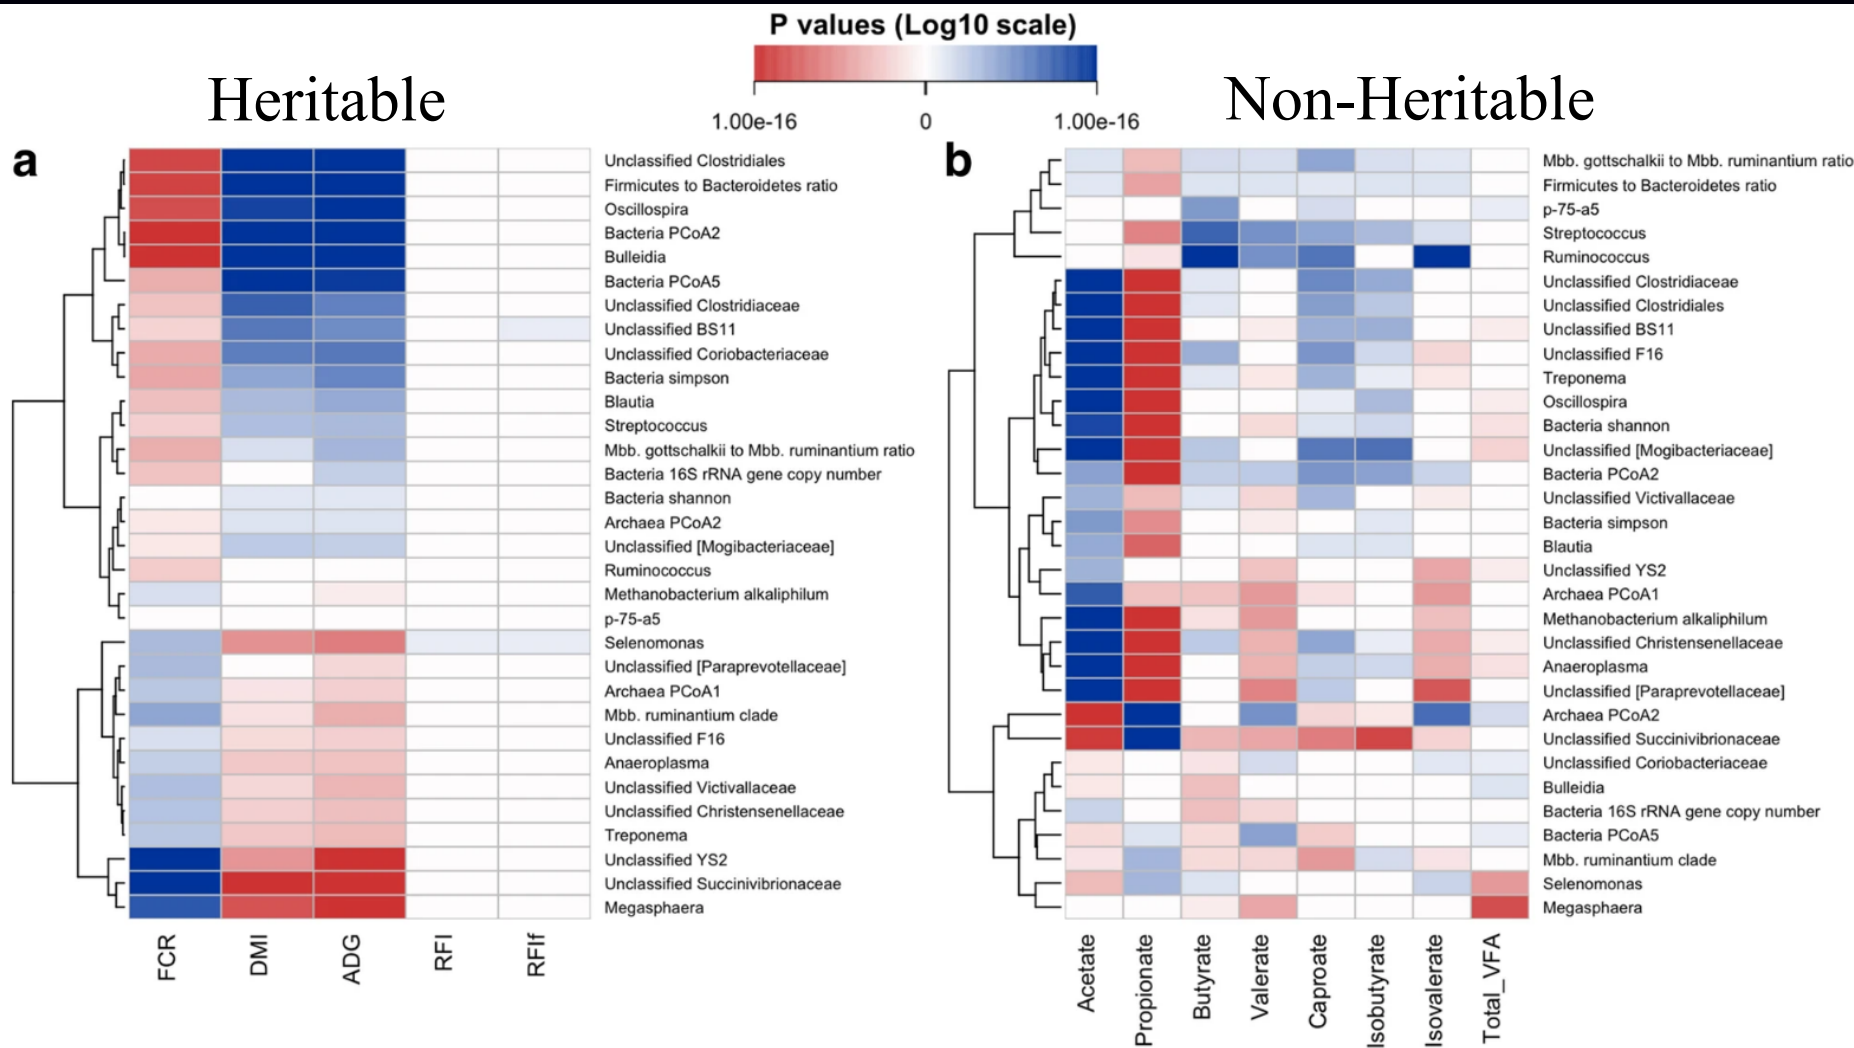 P values (Log10 scale)
1.00e-16
0
1.00e-16
Heritable
a
Unclassified Clostridiales
Firmicutes to Bacteroidetes ratio
Oscillospira
Bacteria PCoA2
Bulleidia
Bacteria PCoA5
Unclassified Clostridiaceae
Unclassified BS11
Unclassified Coriobacteriaceae
Bacteria simpson
Blautia
Streptococcus
Mbb. gottschalkii to Mbb. ruminantium ratio
Bacteria 16S rRNA gene copy number
Bacteria shannon
Archaea PCoA2
Unclassified [Mogibacteriaceae]
Ruminococcus
Methanobacterium alkaliphilum
p-75-a5
Selenomonas
Unclassified [Paraprevotellaceae]
Archaea PCoA1
Mbb. ruminantium clade
Unclassified F16
Anaeroplasma
Unclassified Victivallaceae
Unclassified Christensenellaceae
Treponema
Unclassified YS2
Unclassified Succinivibrionaceae
Megasphaera
FCR
DMI
ADG
RFI
RFIf
Non-Heritable
b
Mbb. gottschalkii to Mbb. ruminantium ratio
Firmicutes to Bacteroidetes ratio
p-75-a5
Streptococcus
Ruminococcus
Unclassified Clostridiaceae
Unclassified Clostridiales
Unclassified BS11
Unclassified F16
Treponema
Oscillospira
Bacteria shannon
Unclassified [Mogibacteriaceae]
Bacteria PCoA2
Unclassified Victivallaceae
Bacteria simpson
Blautia
Unclassified YS2
Archaea PCoA1
Methanobacterium alkaliphilum
Unclassified Christensenellaceae
Anaeroplasma
Unclassified [Paraprevotellaceae]
Archaea PCoA2
Unclassified Succinivibrionaceae
Unclassified Coriobacteriaceae
Bulleidia
Bacteria 16S rRNA gene copy number
Bacteria PCoA5
Mbb. ruminantium clade
Selenomonas
Megasphaera
Acetate
Propionate
Butyrate
Valerate
Caproate
Isobutyrate
Isovalerate
Total_VFA